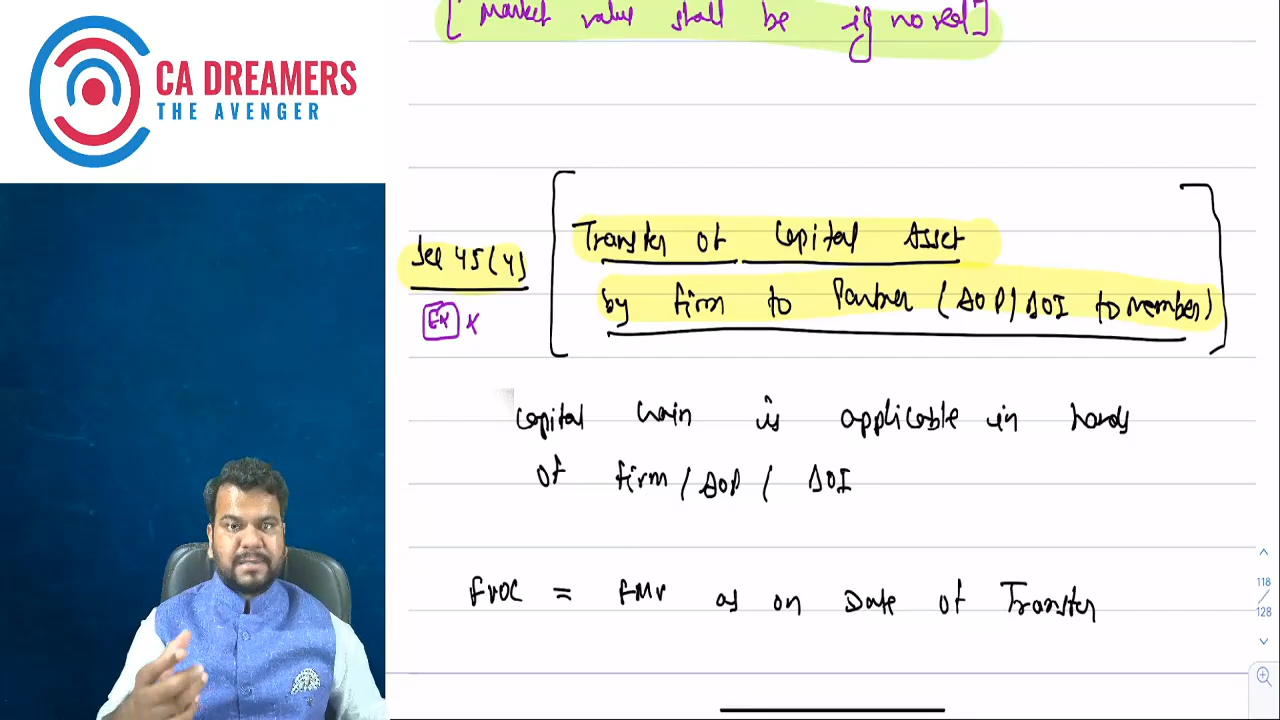 [ Market value shall be ignored ]
CA DREAMERS
THE AVENGER
Sec 45(4)
Ex x
Transfer of Capital Asset
by firm to Partner (AOP/BOI to member)
Capital Gain is applicable in hands
of firm / AOP / BOI
FVOC = FMV as on Date of Transfer
118
/
128